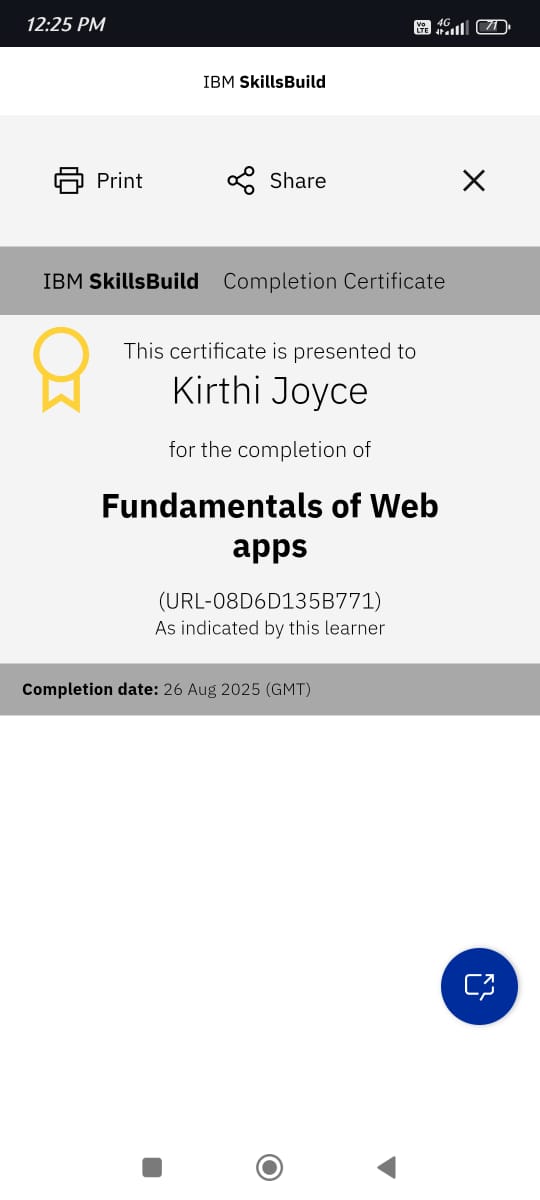 12:25 PM
Vo LTE 4G 71
IBM SkillsBuild
Print Share
IBM SkillsBuild Completion Certificate
This certificate is presented to
Kirthi Joyce
for the completion of
Fundamentals of Web
apps
(URL-08D6D135B771)
As indicated by this learner
Completion date: 26 Aug 2025 (GMT)